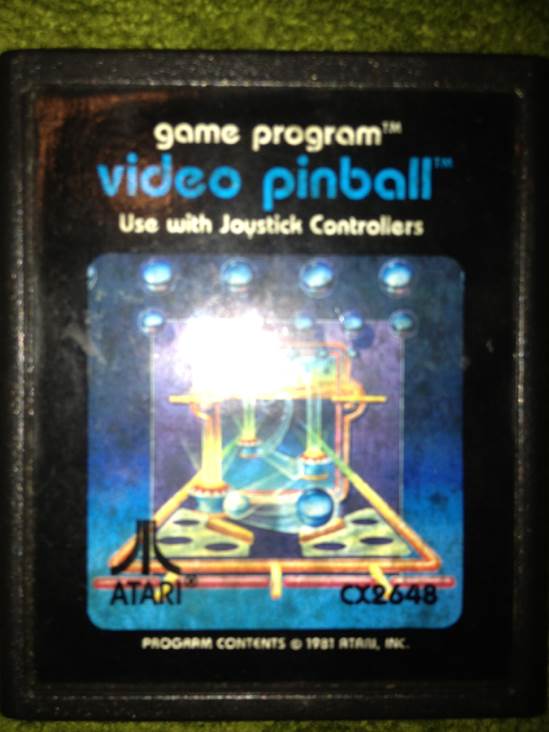 game program™
video pinball™
Use with Joystick Controllers
ATARI®
CX2648
PROGRAM CONTENTS © 1981 ATARI, INC.